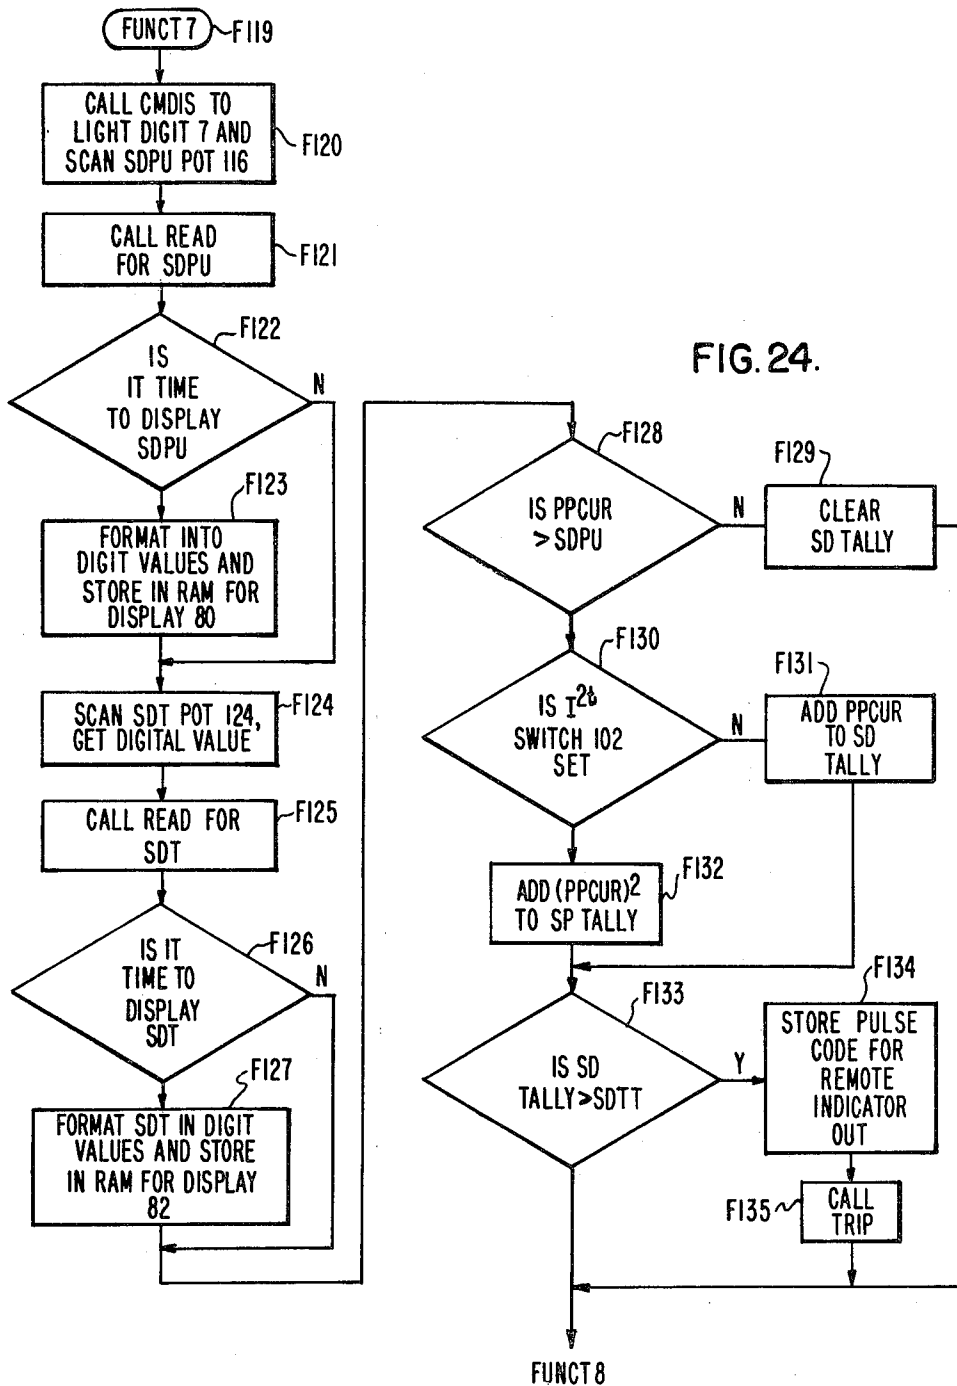 FUNCT 7
F119
CALL CMDIS TO
LIGHT DIGIT 7 AND
SCAN SDPU POT 116
F120
CALL READ
FOR SDPU
F121
F122
IS
IT TIME
TO DISPLAY
SDPU
N
F123
FORMAT INTO
DIGIT VALUES AND
STORE IN RAM FOR
DISPLAY 80
SCAN SDT POT 124,
GET DIGITAL VALUE
F124
CALL READ FOR
SDT
F125
F126
IS IT
TIME TO
DISPLAY
SDT
N
F127
FORMAT SDT IN DIGIT
VALUES AND STORE
IN RAM FOR DISPLAY
82
FIG. 24.
F128
IS PPCUR
> SDPU
N
F129
CLEAR
SD TALLY
F130
IS I²ᵗ
SWITCH 102
SET
N
F131
ADD PPCUR
TO SD
TALLY
ADD (PPCUR)²
TO SP TALLY
F132
F133
IS SD
TALLY > SDTT
Y
F134
STORE PULSE
CODE FOR
REMOTE
INDICATOR
OUT
F135
CALL
TRIP
FUNCT 8